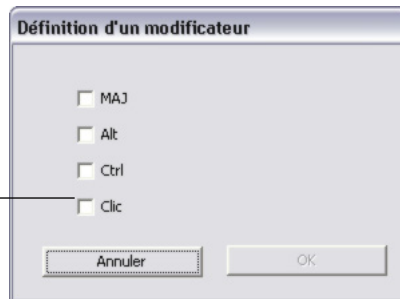 Définition d'un modificateur
MAJ
Alt
Ctrl
Clic
Annuler OK